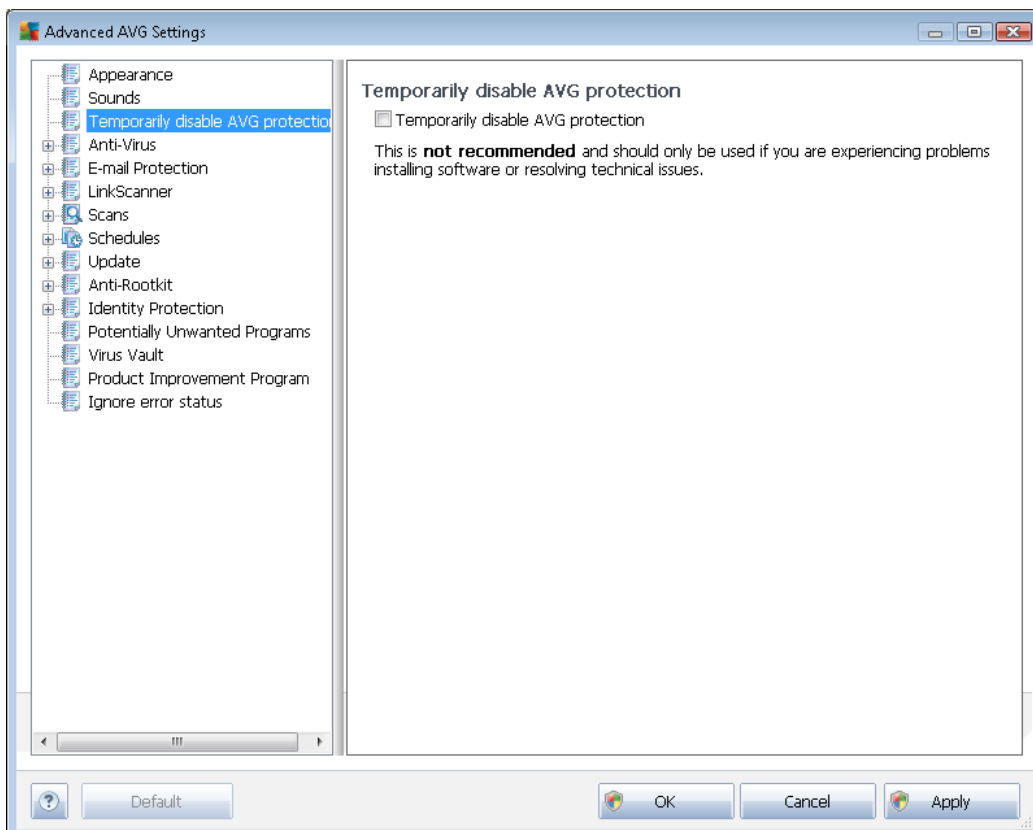 Advanced AVG Settings
Appearance
Sounds
Temporarily disable AVG protectio
Anti-Virus
E-mail Protection
LinkScanner
Scans
Schedules
Update
Anti-Rootkit
Identity Protection
Potentially Unwanted Programs
Virus Vault
Product Improvement Program
Ignore error status
Temporarily disable AVG protection
Temporarily disable AVG protection
This is not recommended and should only be used if you are experiencing problems
installing software or resolving technical issues.
?
Default
OK
Cancel
Apply